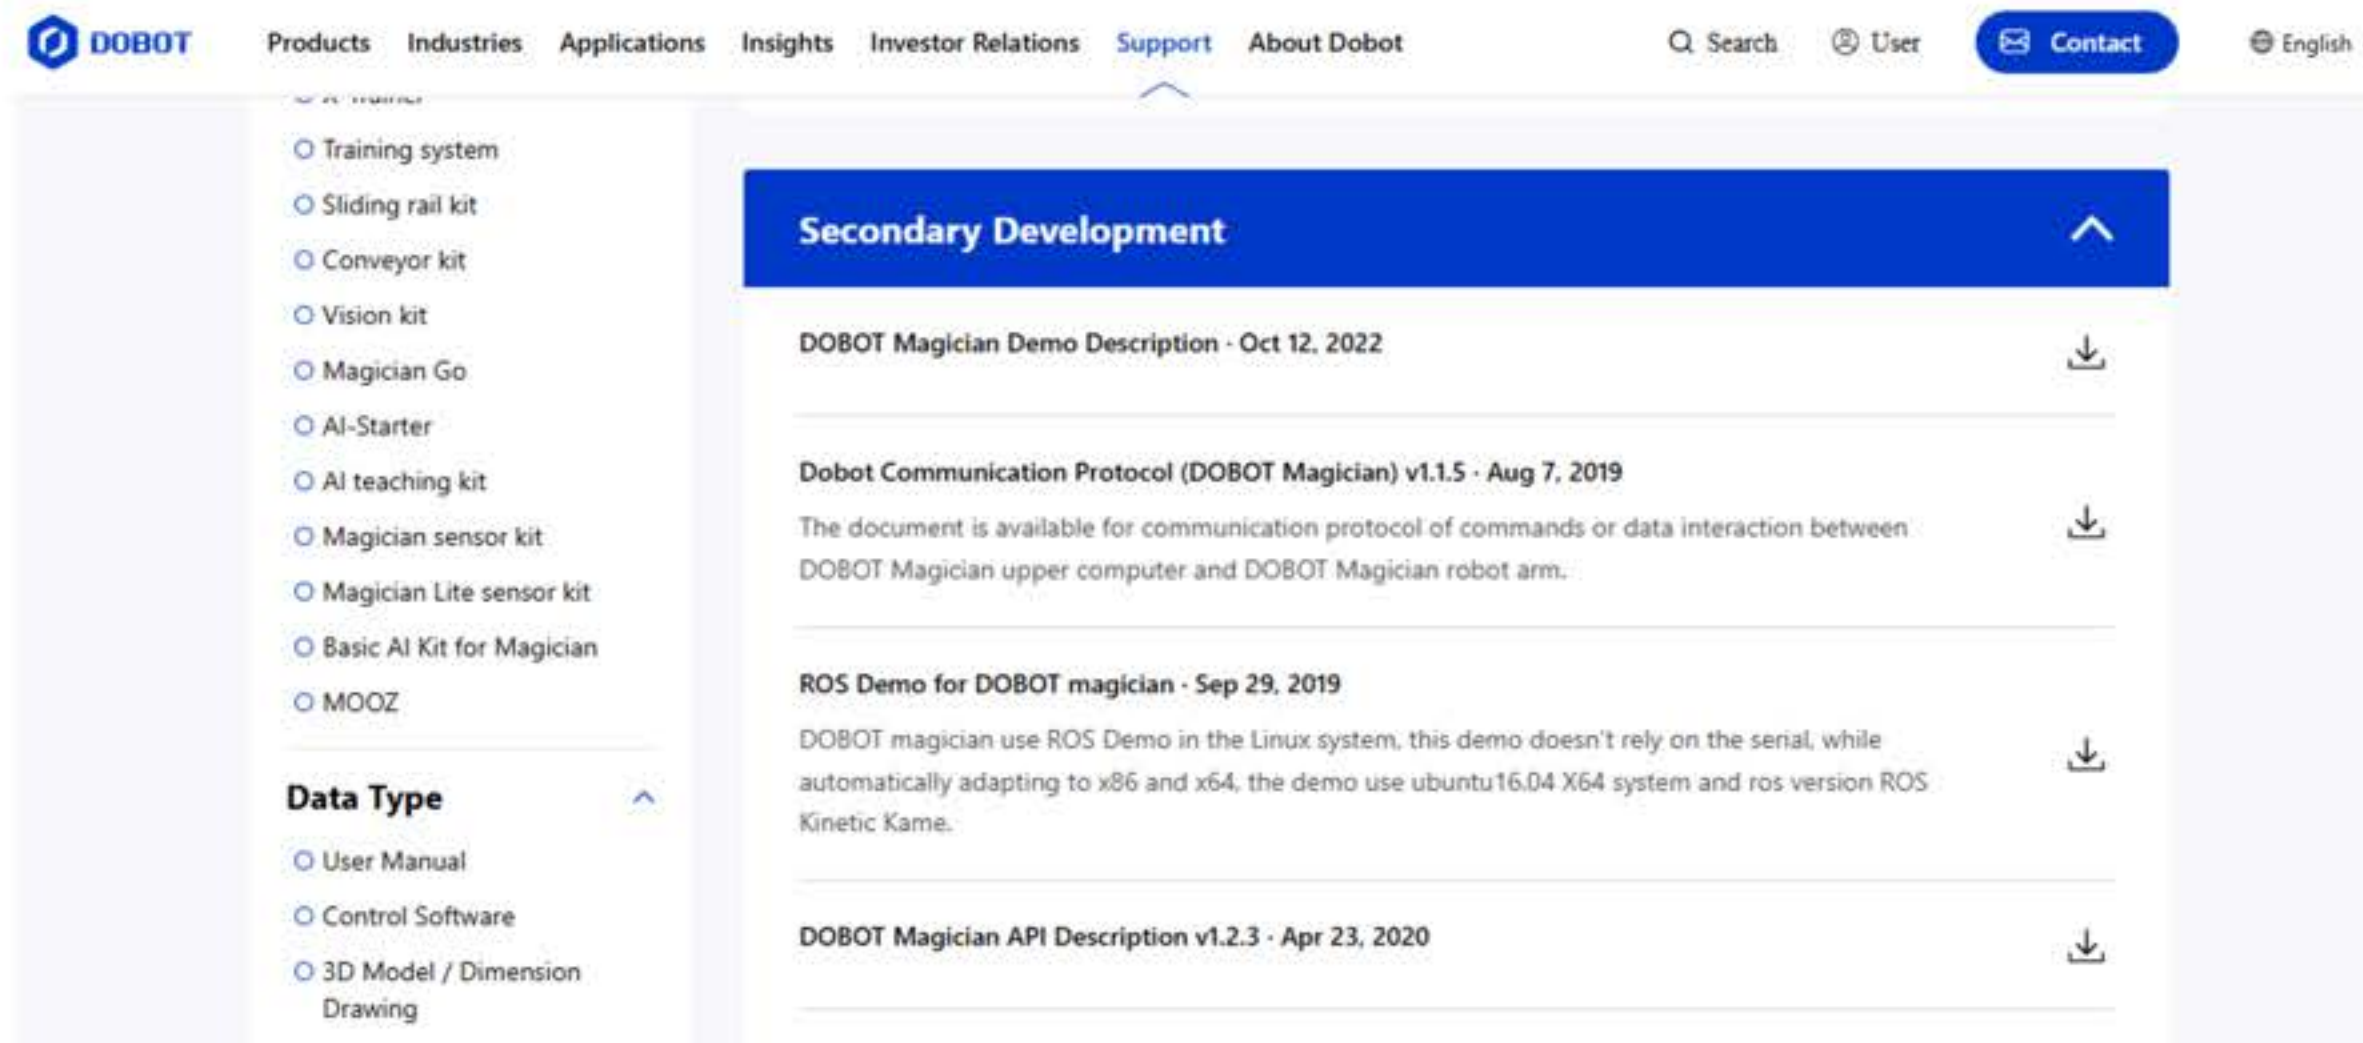 DOBOT Products Industries Applications Insights Investor Relations Support About Dobot Search User Contact English
Training system
Sliding rail kit
Conveyor kit
Vision kit
Magician Go
AI-Starter
AI teaching kit
Magician sensor kit
Magician Lite sensor kit
Basic AI Kit for Magician
MOOZ
Data Type
User Manual
Control Software
3D Model / Dimension
Drawing
Secondary Development
DOBOT Magician Demo Description · Oct 12, 2022
Dobot Communication Protocol (DOBOT Magician) v1.1.5 · Aug 7, 2019
The document is available for communication protocol of commands or data interaction between
DOBOT Magician upper computer and DOBOT Magician robot arm.
ROS Demo for DOBOT magician · Sep 29, 2019
DOBOT magician use ROS Demo in the Linux system, this demo doesn't rely on the serial, while
automatically adapting to x86 and x64, the demo use ubuntu16.04 X64 system and ros version ROS
Kinetic Kame.
DOBOT Magician API Description v1.2.3 · Apr 23, 2020